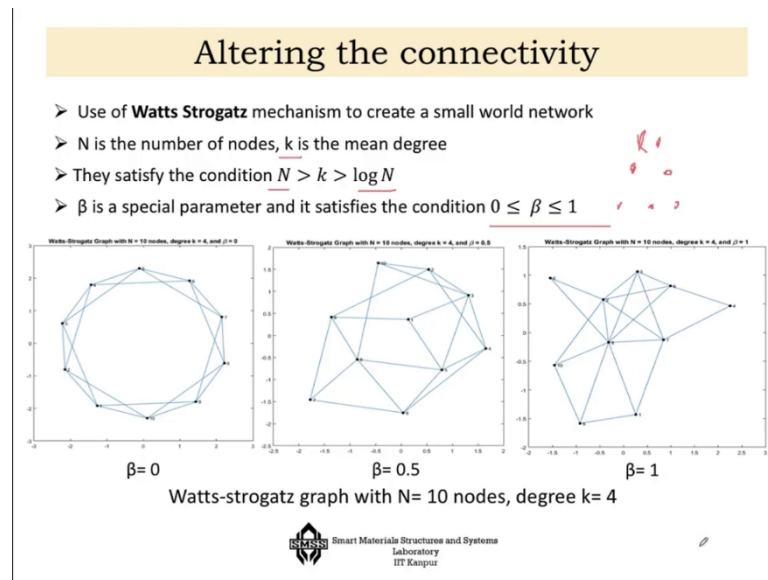 Altering the connectivity
➢ Use of Watts Strogatz mechanism to create a small world network
➢ N is the number of nodes, k is the mean degree
➢ They satisfy the condition N > k > log N
➢ β is a special parameter and it satisfies the condition 0 ≤ β ≤ 1
Watts-Strogatz Graph with N = 10 nodes, degree k = 4, and β = 0
Watts-Strogatz Graph with N = 10 nodes, degree k = 4, and β = 0.5
Watts-Strogatz Graph with N = 10 nodes, degree k = 4, and β = 1
β= 0
β= 0.5
β= 1
Watts-strogatz graph with N= 10 nodes, degree k= 4
SMSS
Smart Materials Structures and Systems
Laboratory
IIT Kanpur